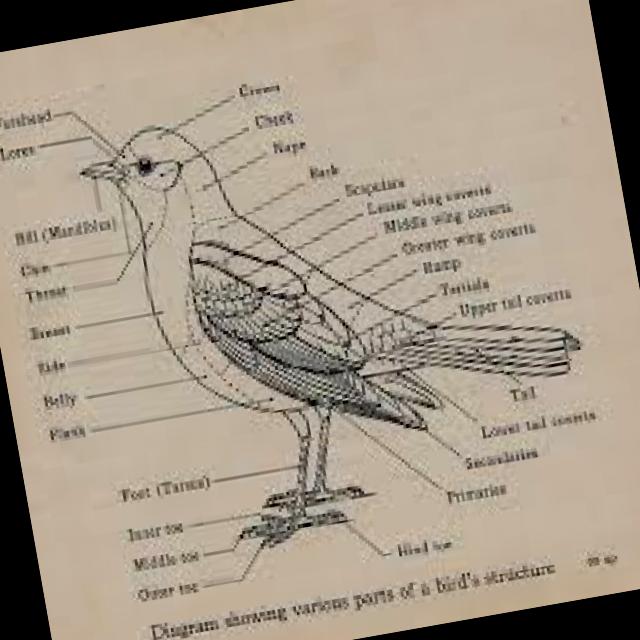 Crown
Forehead
Cheek
Lores
Nape
Back
Scapulars
Lesser wing coverts
Middle wing coverts
Bill (Mandibles)
Greater wing coverts
Chin
Rump
Throat
Tertials
Upper tail coverts
Breast
Side
Belly
Tail
Flank
Lower tail coverts
Secondaries
Foot (Tarsus)
Primaries
Inner toe
Hind toe
Middle toe
Outer toe
Diagram showing various parts of a bird's structure